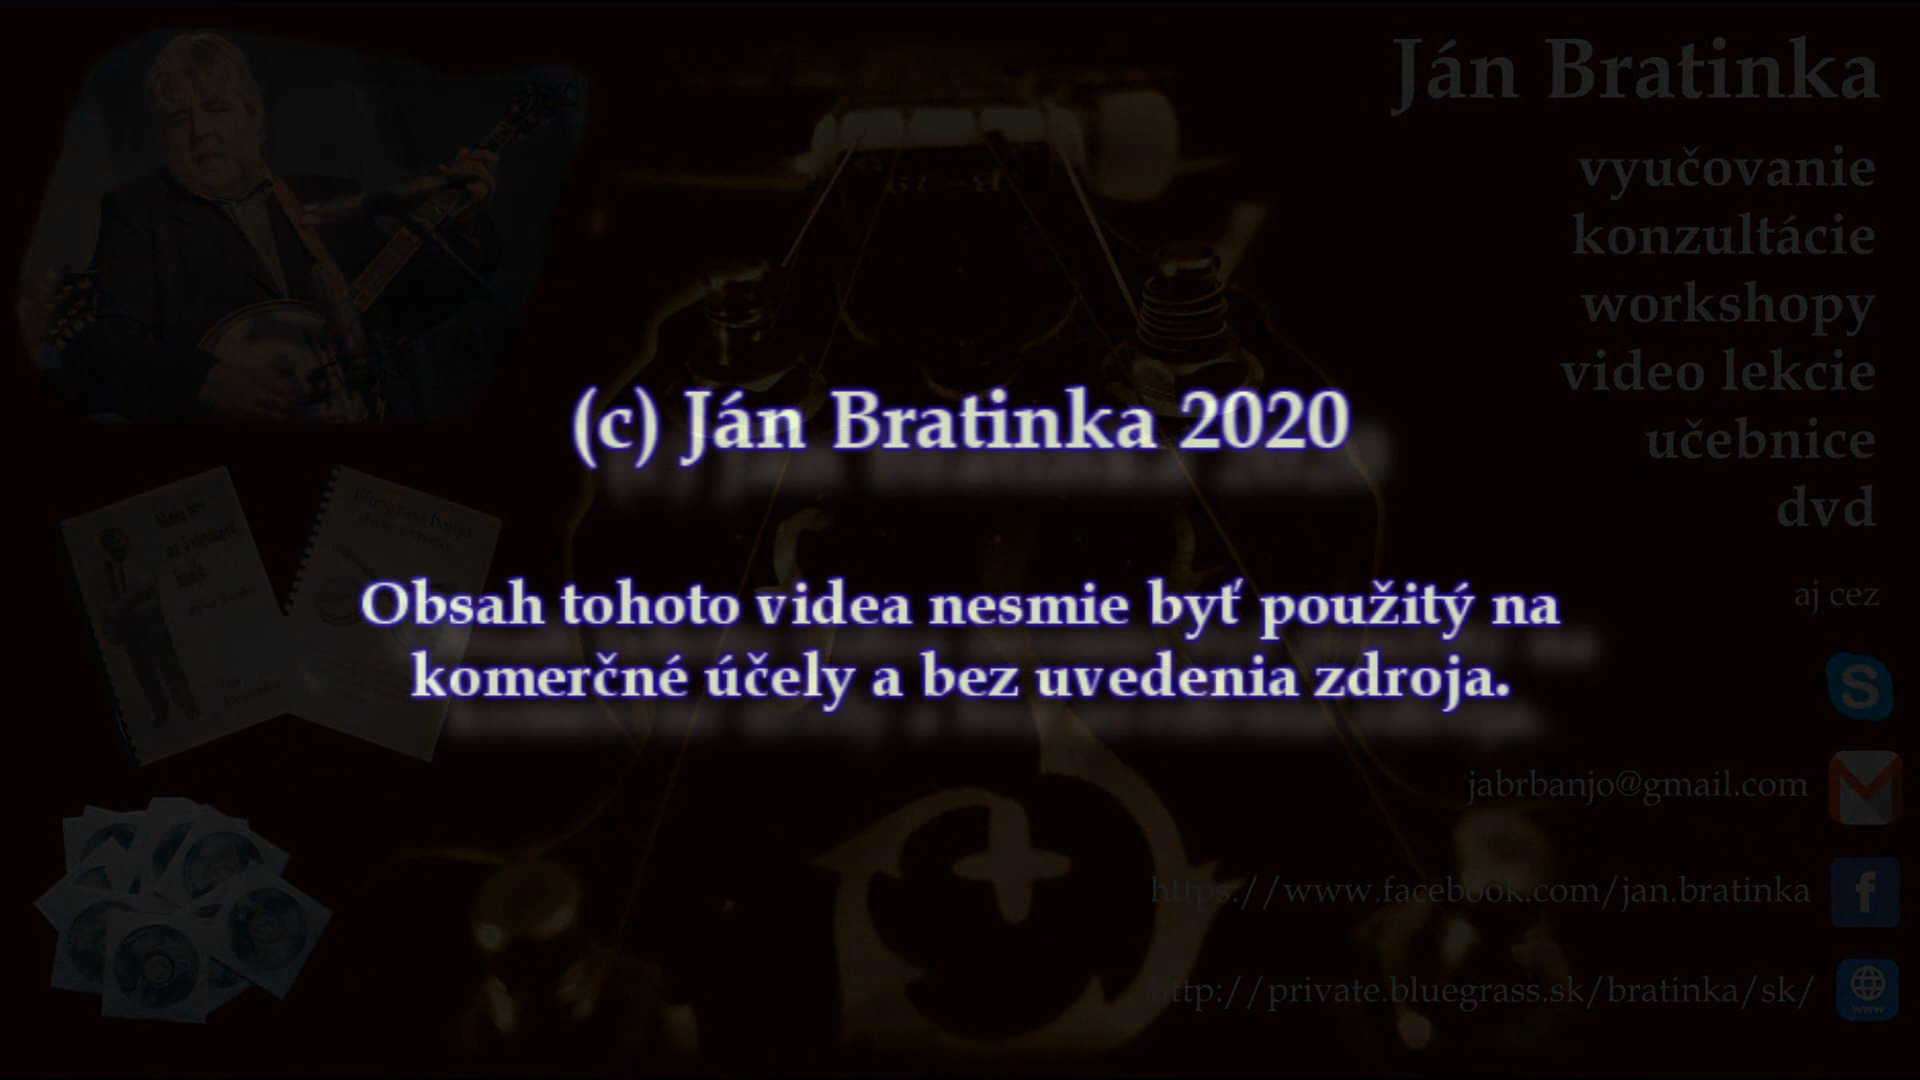 Ján Bratinka
vyučovanie
konzultácie
workshopy
video lekcie
učebnice
dvd
aj cez
(c) Ján Bratinka 2020
Obsah tohoto videa nesmie byť použitý na
komerčné účely a bez uvedenia zdroja.
jabrbanjo@gmail.com
https://www.facebook.com/jan.bratinka
http://private.bluegrass.sk/bratinka/sk/
www